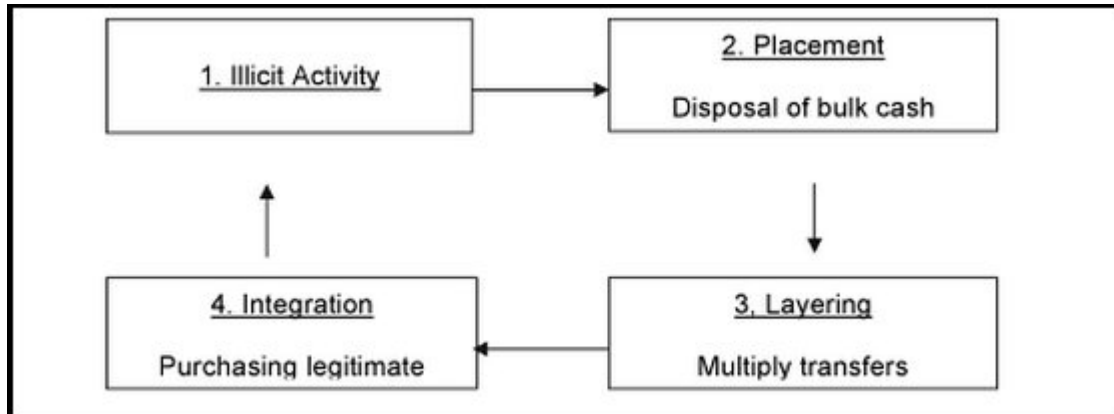 1. Illicit Activity
2. Placement
Disposal of bulk cash
3, Layering
Multiply transfers
4. Integration
Purchasing legitimate